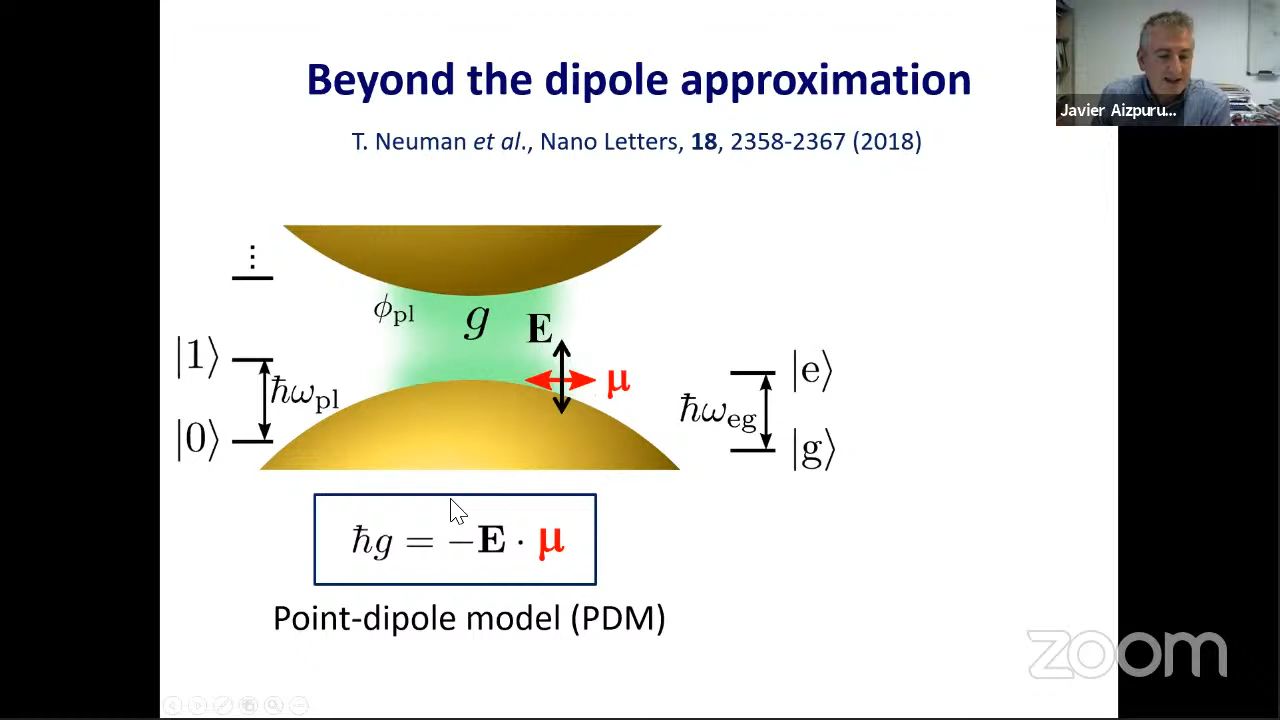 Beyond the dipole approximation
T. Neuman et al., Nano Letters, 18, 2358-2367 (2018)
Javier Aizpuru...
⋮
ϕpl
g
E
|1⟩
ℏωpl
μ
|e⟩
ℏωeg
|0⟩
|g⟩
ℏg = −E · μ
Point-dipole model (PDM)
zoom